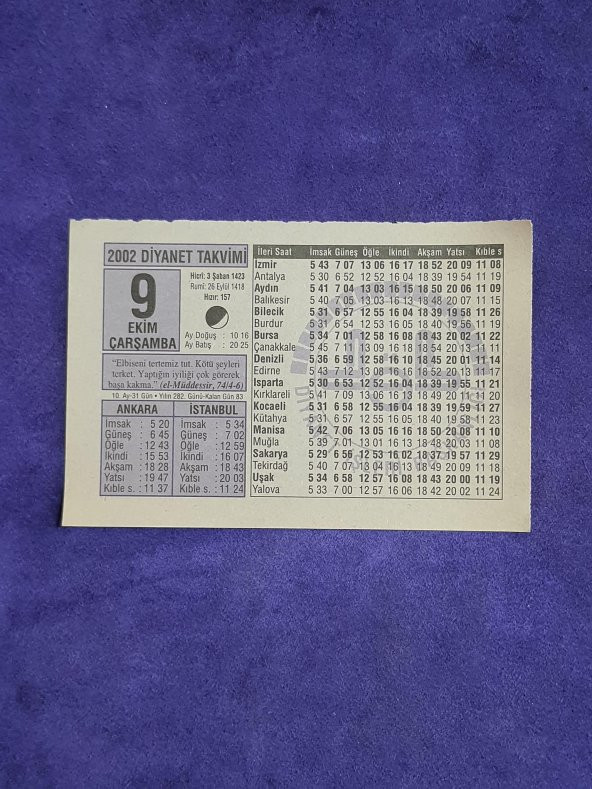 2002 DİYANET TAKVİMİ
9
EKİM
ÇARŞAMBA
Hicrî: 3 Şaban 1423
Rumî: 26 Eylül 1418
Hızır: 157
Ay Doğuş : 10 16
Ay Batış : 20 25
"Elbiseni tertemiz tut. Kötü şeyleri
terket. Yaptığın iyiliği çok görerek
başa kakma." (el-Müddessir, 74/4-6)
10. Ay-31 Gün • Yılın 282. Günü-Kalan Gün 83
ANKARA
İmsak : 5 20
Güneş : 6 45
Öğle : 12 43
İkindi : 15 53
Akşam : 18 28
Yatsı : 19 47
Kıble s. : 11 37
İSTANBUL
İmsak : 5 34
Güneş : 7 02
Öğle : 12 59
İkindi : 16 07
Akşam : 18 43
Yatsı : 20 03
Kıble s. : 11 24
İleri Saat İmsak Güneş Öğle İkindi Akşam Yatsı Kıble s
İzmir 5 43 7 07 13 06 16 17 18 52 20 09 11 08
Antalya 5 30 6 52 12 52 16 04 18 39 19 54 11 19
Aydın 5 41 7 04 13 03 16 15 18 50 20 06 11 09
Balıkesir 5 40 7 05 13 03 16 13 18 48 20 07 11 15
Bilecik 5 31 6 57 12 55 16 04 18 39 19 58 11 26
Burdur 5 31 6 54 12 53 16 05 18 40 19 56 11 19
Bursa 5 34 7 01 12 58 16 08 18 43 20 02 11 22
Çanakkale 5 45 7 11 13 09 16 18 18 54 20 13 11 11
Denizli 5 36 6 59 12 58 16 10 18 45 20 01 11 14
Edirne 5 43 7 12 13 08 16 16 18 52 20 13 11 14
Isparta 5 30 6 53 12 52 16 04 18 39 19 55 11 21
Kırklareli 5 40 7 09 13 05 16 12 18 49 20 10 11 17
Kocaeli 5 31 6 58 12 55 16 04 18 39 19 59 11 27
Kütahya 5 31 6 57 12 55 16 05 18 40 19 58 11 23
Manisa 5 42 7 06 13 05 16 16 18 50 20 08 11 10
Muğla 5 39 7 01 13 01 16 13 18 48 20 03 11 11
Sakarya 5 29 6 56 12 53 16 02 18 37 19 57 11 29
Tekirdağ 5 40 7 07 13 04 16 13 18 49 20 09 11 16
Uşak 5 34 6 58 12 57 16 08 18 43 20 00 11 19
Yalova 5 33 7 00 12 57 16 06 18 42 20 02 11 24